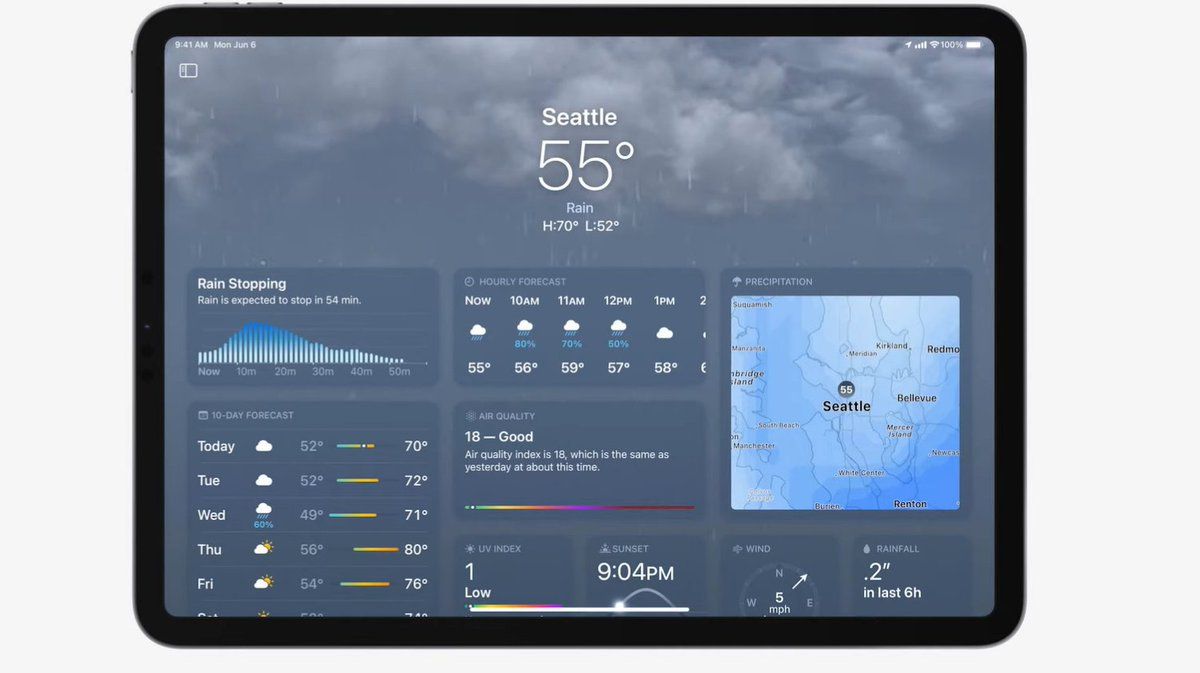 9:41 AM Mon Jun 6
100%
Seattle
55°
Rain
H:70° L:52°
Rain Stopping
Rain is expected to stop in 54 min.
Now 10m 20m 30m 40m 50m
10-DAY FORECAST
Today 52° 70°
Tue 52° 72°
Wed 60% 49° 71°
Thu 56° 80°
Fri 54° 76°
HOURLY FORECAST
Now 10AM 11AM 12PM 1PM 2
80% 70% 50%
55° 56° 59° 57° 58° 6
AIR QUALITY
18 — Good
Air quality index is 18, which is the same as
yesterday at about this time.
UV INDEX
1
Low
SUNSET
9:04PM
PRECIPITATION
Suquamish
Manzanita
Kirkland
Redmo
Meridian
nbridge
sland
55
Seattle
Bellevue
South Beach
Mercer
Island
on
Manchester
Newcas
White Center
Burien
Renton
WIND
N
W E
5
mph
RAINFALL
.2"
in last 6h